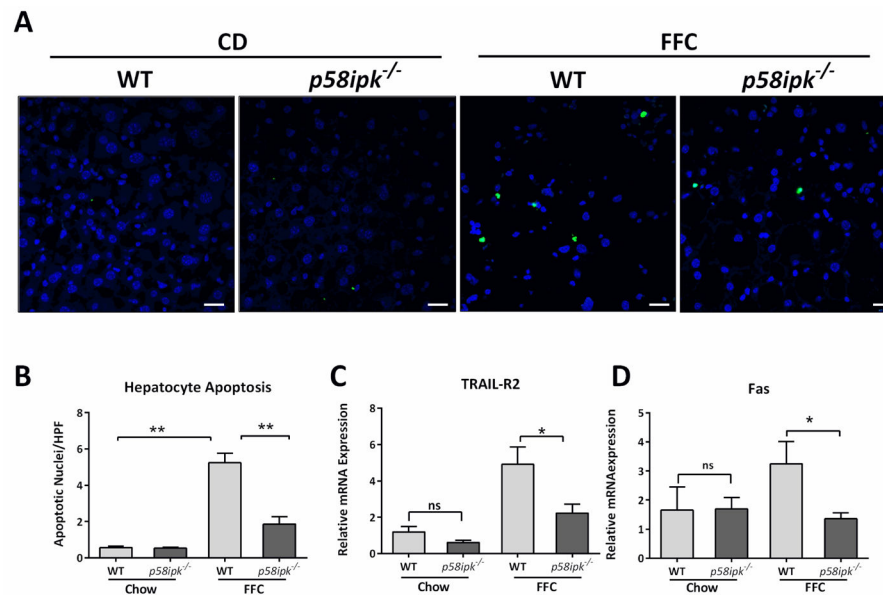 A
CD FFC
WT p58ipk-/- WT p58ipk-/-
B
Hepatocyte Apoptosis
Apoptotic Nuclei/HPF
8
6
4
2
0
** **
WT p58ipk-/- WT p58ipk-/-
Chow FFC
C
TRAIL-R2
Relative mRNA Expression
8
6
4
2
0
ns *
WT p58ipk-/- WT p58ipk-/-
Chow FFC
D
Fas
Relative mRNAexpression
5
4
3
2
1
0
ns *
WT p58ipk-/- WT p58ipk-/-
Chow FFC